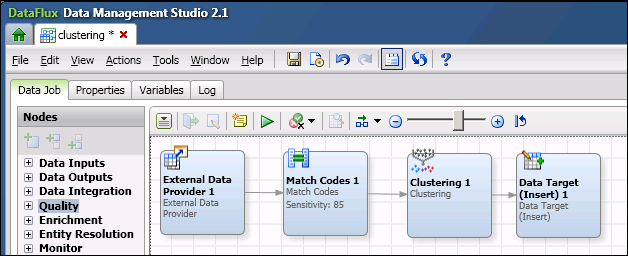 DataFlux Data Management Studio 2.1
clustering *
File Edit View Actions Tools Window Help
Data Job Properties Variables Log
Nodes
Data Inputs
Data Outputs
Data Integration
Quality
Enrichment
Entity Resolution
Monitor
External Data
Provider 1
External Data
Provider
Match Codes 1
Match Codes
Sensitivity: 85
Clustering 1
Clustering
Data Target
(Insert) 1
Data Target
(Insert)